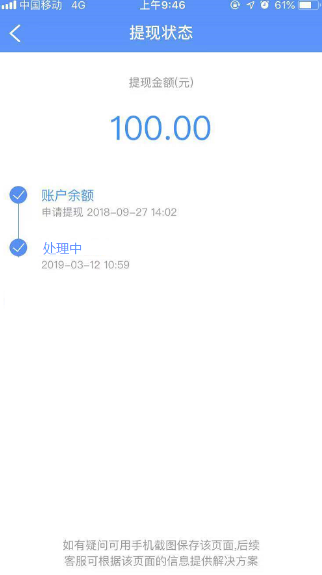 中国移动 4G 上午9:46 61%
提现状态
提现金额(元)
100.00
账户余额
申请提现 2018-09-27 14:02
处理中
2019-03-12 10:59
如有疑问可用手机截图保存该页面,后续
客服可根据该页面的信息提供解决方案